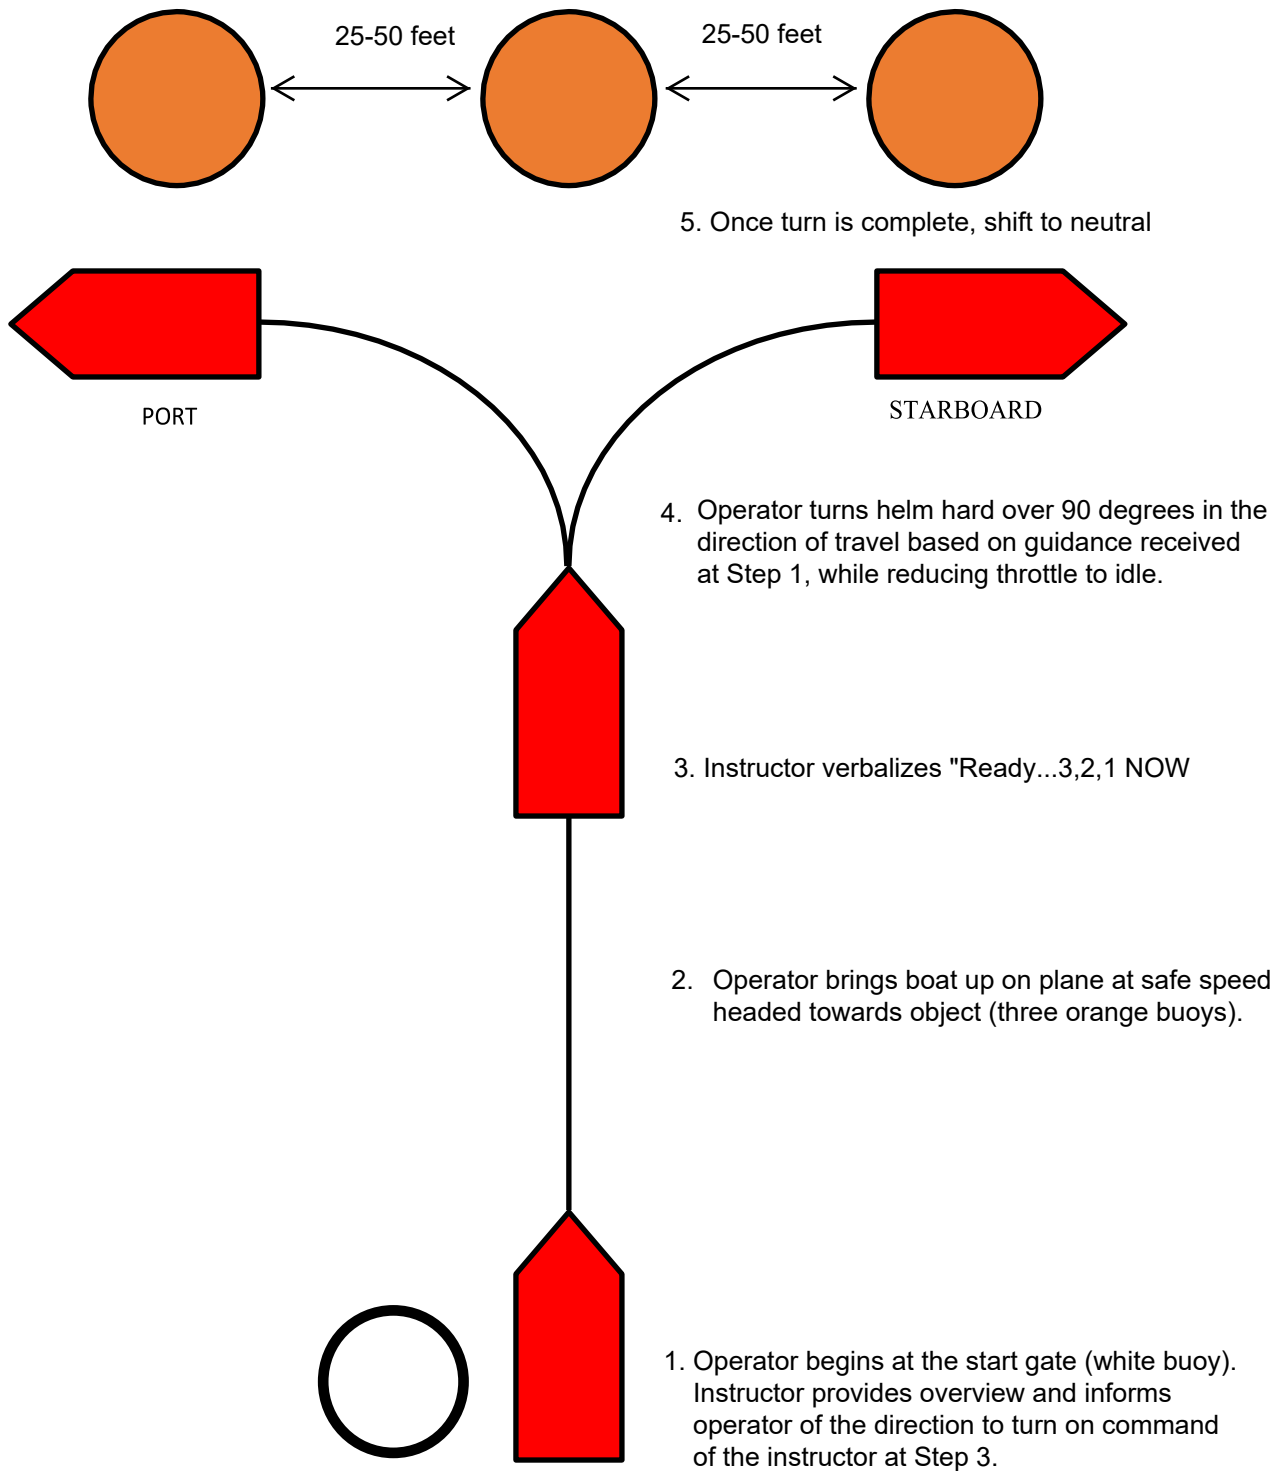 25-50 feet
25-50 feet
5. Once turn is complete, shift to neutral
PORT
STARBOARD
4. Operator turns helm hard over 90 degrees in the
direction of travel based on guidance received
at Step 1, while reducing throttle to idle.
3. Instructor verbalizes "Ready...3,2,1 NOW
2. Operator brings boat up on plane at safe speed
headed towards object (three orange buoys).
1. Operator begins at the start gate (white buoy).
Instructor provides overview and informs
operator of the direction to turn on command
of the instructor at Step 3.